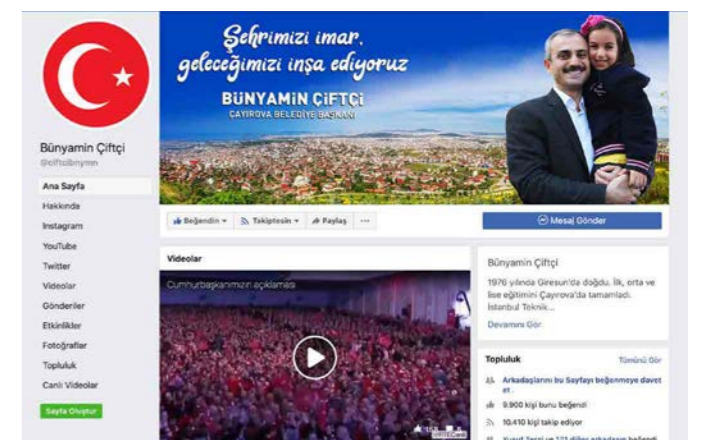 Şehrimizi imar,
geleceğimizi inşa ediyoruz
BÜNYAMİN ÇİFTÇİ
ÇAYIROVA BELEDİYE BAŞKANI
Bünyamin Çiftçi
@ciftcibnymn
Ana Sayfa
Hakkında
Instagram
YouTube
Twitter
Videolar
Gönderiler
Etkinlikler
Fotoğraflar
Topluluk
Canlı Videolar
Sayfa Oluştur
Beğendin
Takiptesin
Paylaş
Mesaj Gönder
Videolar
Cumhurbaşkanımızın açıklaması
Bünyamin Çiftçi
1976 yılında Giresun'da doğdu. İlk, orta ve
lise eğitimini Çayırova'da tamamladı.
İstanbul Teknik...
Devamını Gör
Topluluk
Tümünü Gör
Arkadaşlarını bu Sayfayı beğenmeye davet
et.
9.900 kişi bunu beğendi
10.410 kişi takip ediyor